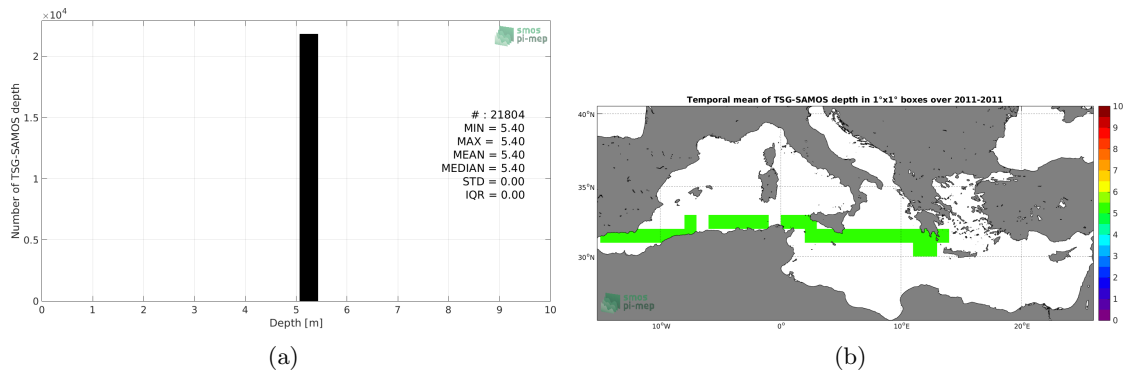 ×10⁴
2
1.5
1
0.5
0
Number of TSG-SAMOS depth
smos
pi-mep
# : 21804
MIN = 5.40
MAX = 5.40
MEAN = 5.40
MEDIAN = 5.40
STD = 0.00
IQR = 0.00
0 1 2 3 4 5 6 7 8 9 10
Depth [m]
(a)
Temporal mean of TSG-SAMOS depth in 1°x1° boxes over 2011-2011
40°N
35°N
30°N
smos
pi-mep
10°W 0° 10°E 20°E
10
9
8
7
6
5
4
3
2
1
0
(b)